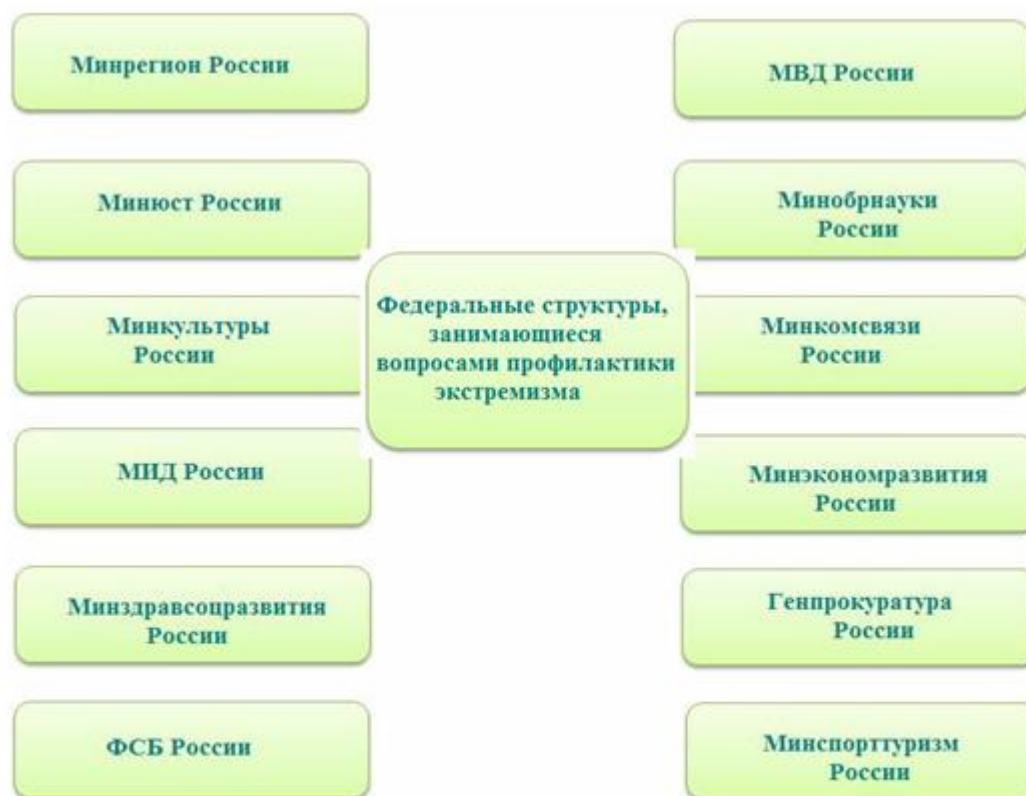 Минрегион России
МВД России
Минюст России
Минобрнауки
России
Федеральные структуры,
занимающиеся
вопросами профилактики
экстремизма
Минкультуры
России
Минкомсвязи
России
МИД России
Минэкономразвития
России
Минздравсоцразвития
России
Генпрокуратура
России
ФСБ России
Минспорттуризм
России